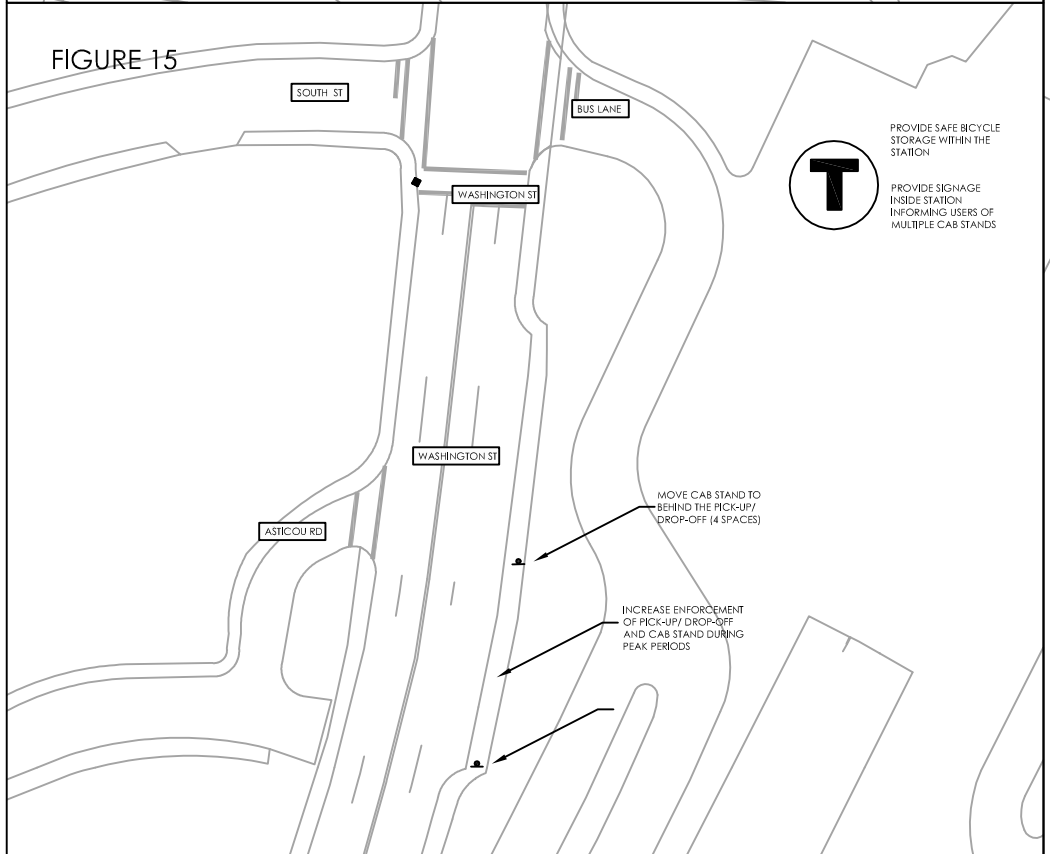 FIGURE 15
SOUTH ST
BUS LANE
PROVIDE SAFE BICYCLE
STORAGE WITHIN THE
STATION
T
PROVIDE SIGNAGE
INSIDE STATION
INFORMING USERS OF
MULTIPLE CAB STANDS
WASHINGTON ST
WASHINGTON ST
MOVE CAB STAND TO
BEHIND THE PICK-UP/
DROP-OFF (4 SPACES)
ASTICOU RD
INCREASE ENFORCEMENT
OF PICK-UP/ DROP-OFF
AND CAB STAND DURING
PEAK PERIODS